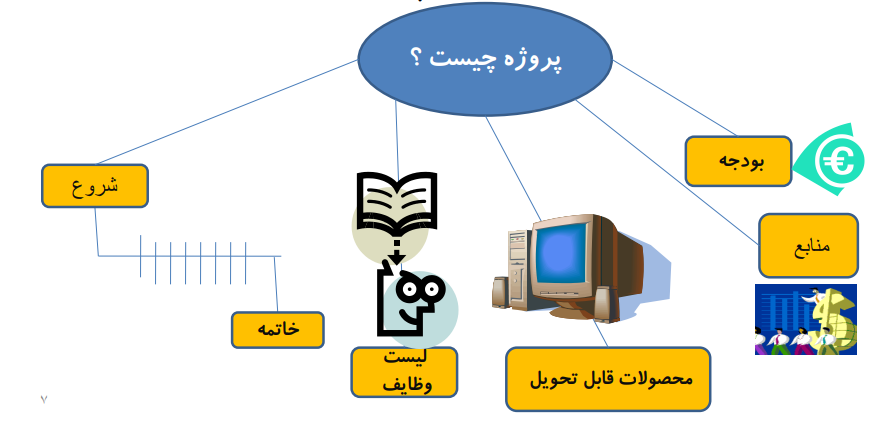 پروژه چیست ؟
بودجه
شروع
منابع
خاتمه
لیست
وظایف
محصولات قابل تحویل
۷